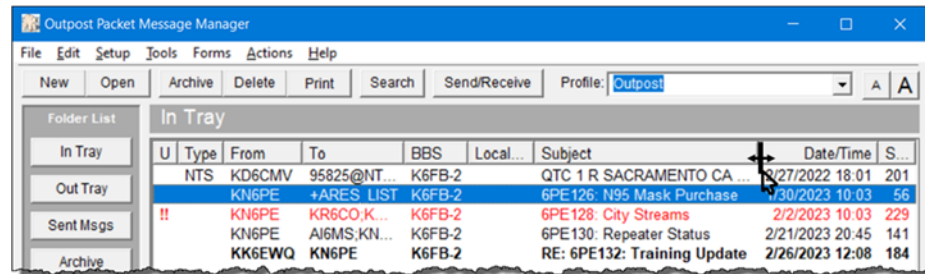 Outpost Packet Message Manager
File Edit Setup Tools Forms Actions Help
New Open Archive Delete Print Search Send/Receive Profile: Outpost A A
Folder List In Tray
In Tray U Type From To BBS Local... Subject Date/Time S...
NTS KD6CMV 95825@NT... K6FB-2 QTC 1 R SACRAMENTO CA ... 2/27/2022 18:01 201
Out Tray KN6PE +ARES_LIST K6FB-2 6PE126: N95 Mask Purchase 1/30/2023 10:03 56
Sent Msgs !! KN6PE KR6CO;K... K6FB-2 6PE128: City Streams 2/2/2023 10:03 229
KN6PE AI6MS;KN... K6FB-2 6PE130: Repeater Status 2/21/2023 20:45 141
Archive KK6EWQ KN6PE K6FB-2 RE: 6PE132: Training Update 2/26/2023 12:08 184